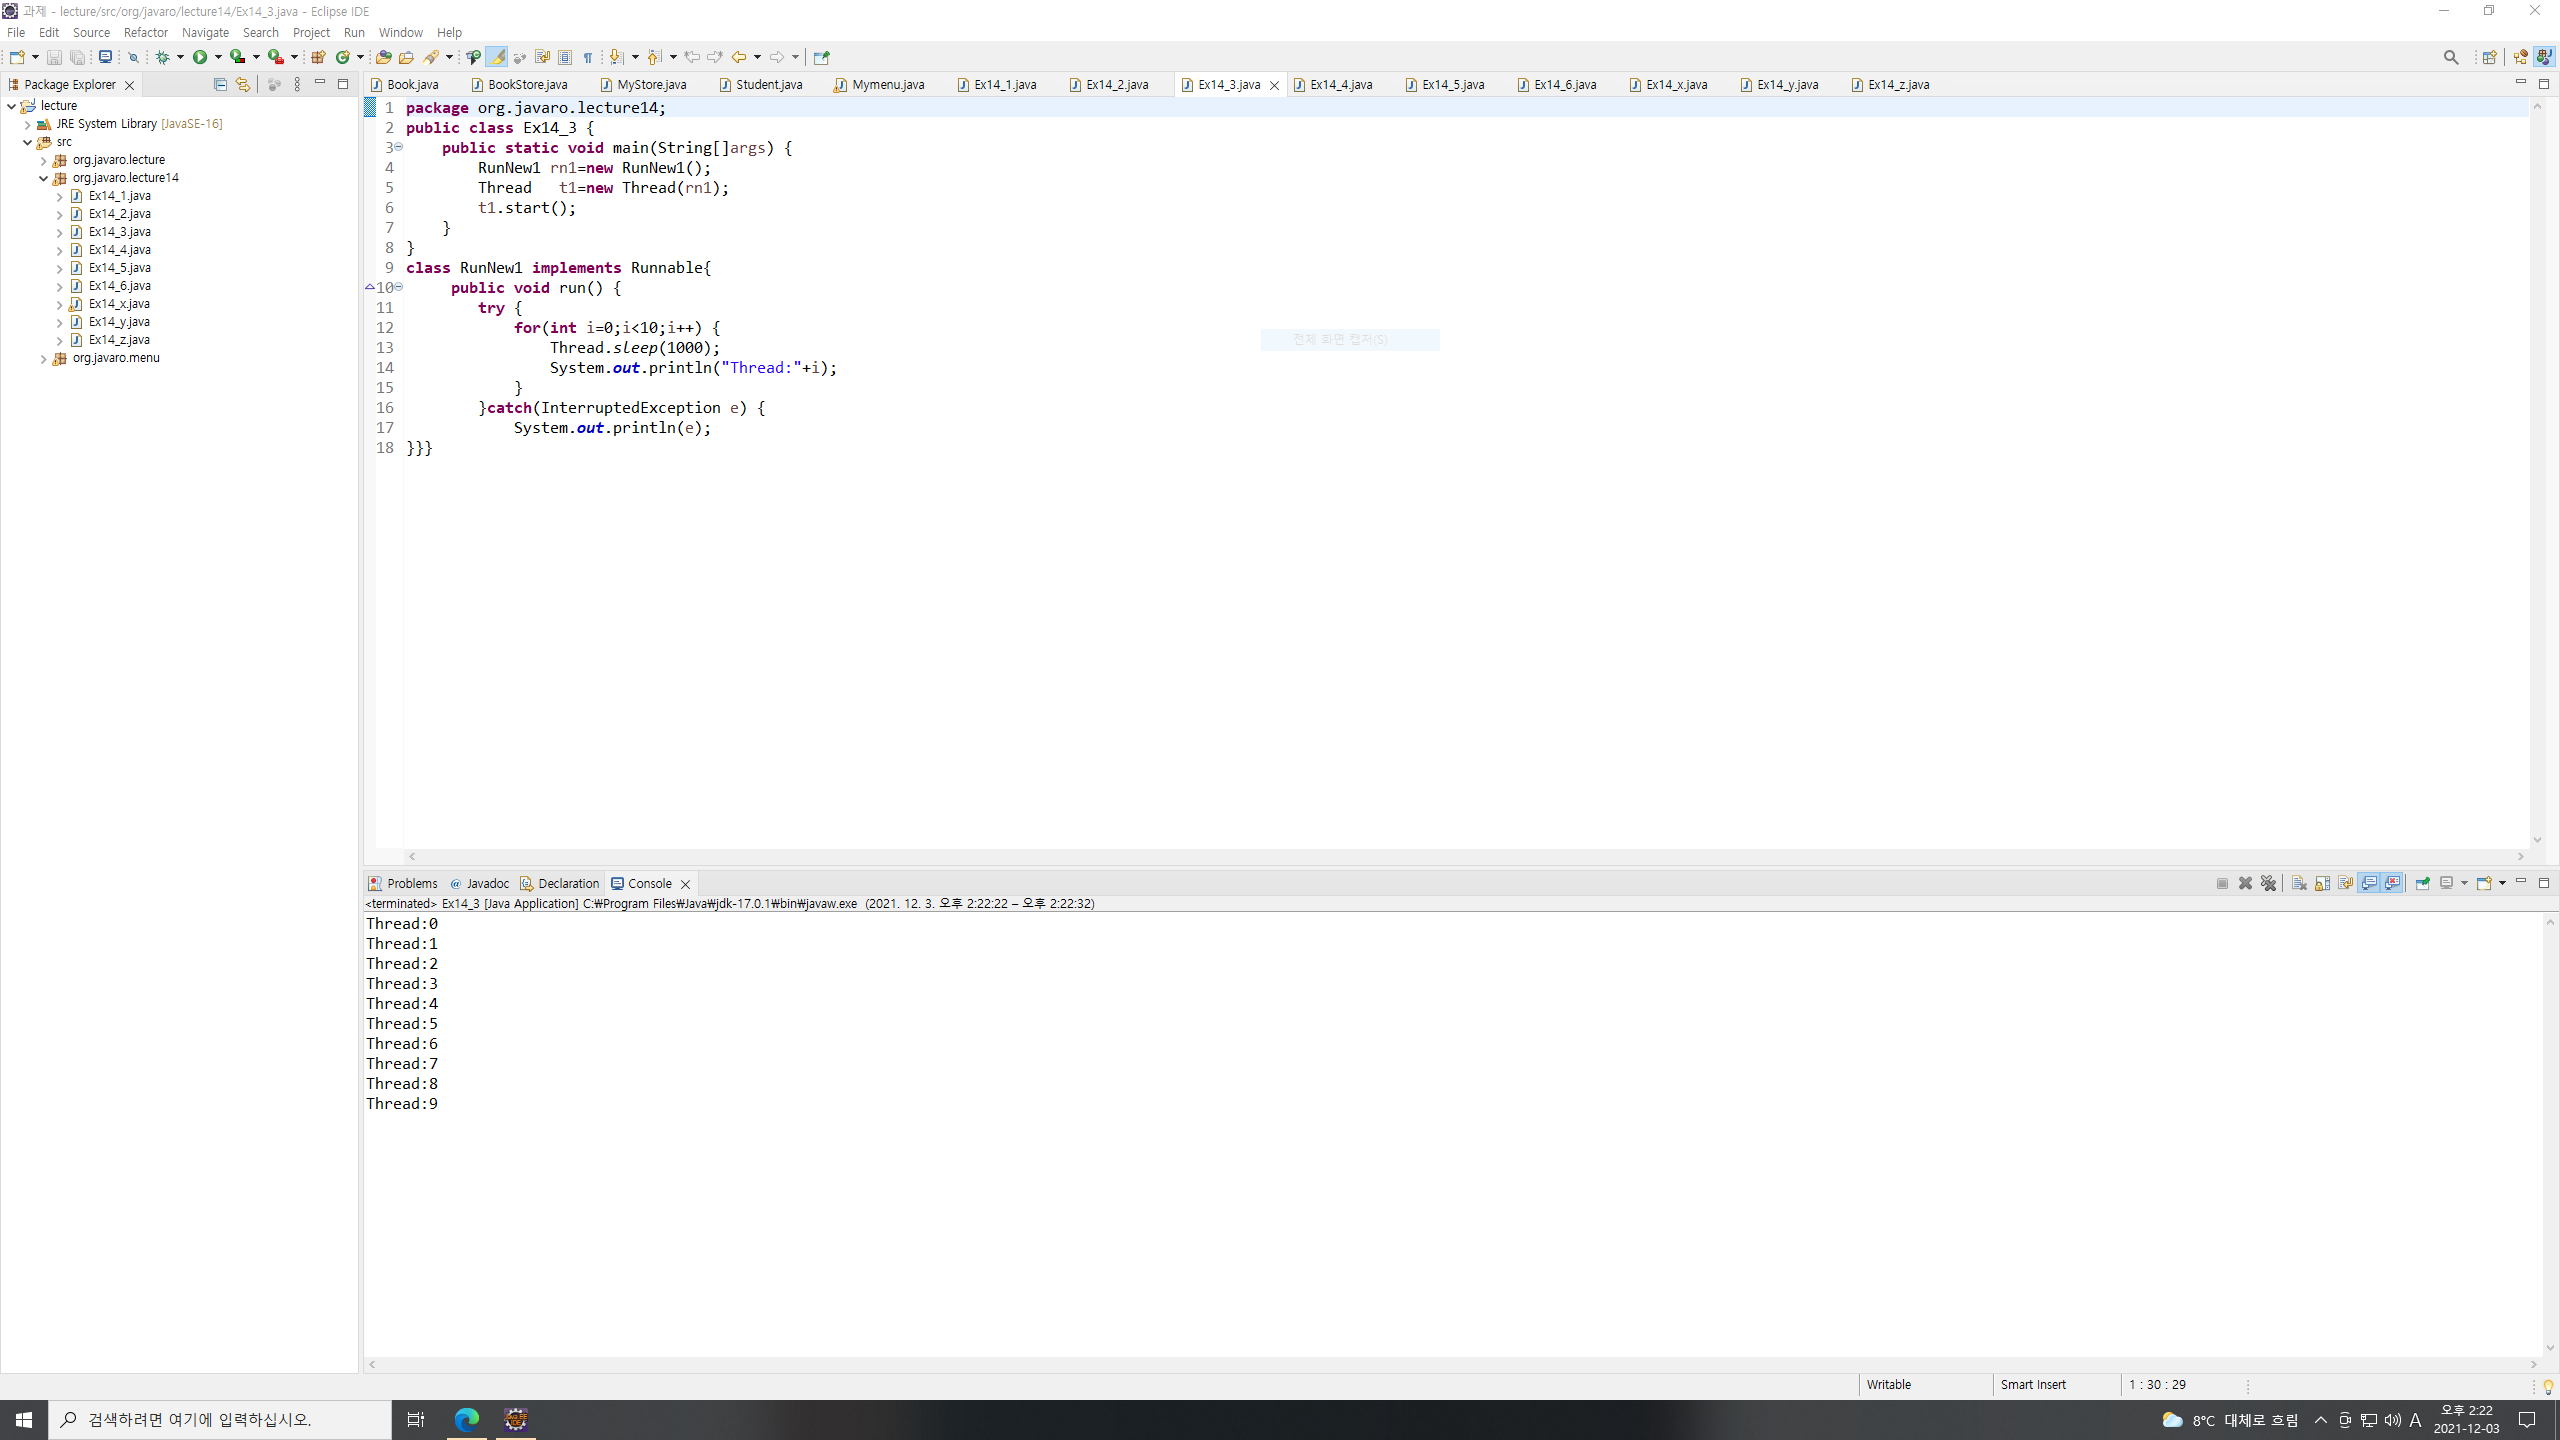 과제 - lecture/src/org/javaro/lecture14/Ex14_3.java - Eclipse IDE
File Edit Source Refactor Navigate Search Project Run Window Help
Package Explorer
lecture
JRE System Library [JavaSE-16]
src
org.javaro.lecture
org.javaro.lecture14
Ex14_1.java
Ex14_2.java
Ex14_3.java
Ex14_4.java
Ex14_5.java
Ex14_6.java
Ex14_x.java
Ex14_y.java
Ex14_z.java
org.javaro.menu
Book.java BookStore.java MyStore.java Student.java Mymenu.java Ex14_1.java Ex14_2.java Ex14_3.java Ex14_4.java Ex14_5.java Ex14_6.java Ex14_x.java Ex14_y.java Ex14_z.java
1 package org.javaro.lecture14;
2 public class Ex14_3 {
3 public static void main(String[]args) {
4 RunNew1 rn1=new RunNew1();
5 Thread t1=new Thread(rn1);
6 t1.start();
7 }
8 }
9 class RunNew1 implements Runnable{
10 public void run() {
11 try {
12 for(int i=0;i<10;i++) {
13 Thread.sleep(1000);
14 System.out.println("Thread:"+i);
15 }
16 }catch(InterruptedException e) {
17 System.out.println(e);
18 }}}
전체 화면 캡처(S)
Problems Javadoc Declaration Console
<terminated> Ex14_3 [Java Application] C:₩Program Files₩Java₩jdk-17.0.1₩bin₩javaw.exe (2021. 12. 3. 오후 2:22:22 – 오후 2:22:32)
Thread:0
Thread:1
Thread:2
Thread:3
Thread:4
Thread:5
Thread:6
Thread:7
Thread:8
Thread:9
Writable Smart Insert 1 : 30 : 29
검색하려면 여기에 입력하십시오.
8°C 대체로 흐림 A 오후 2:22
2021-12-03